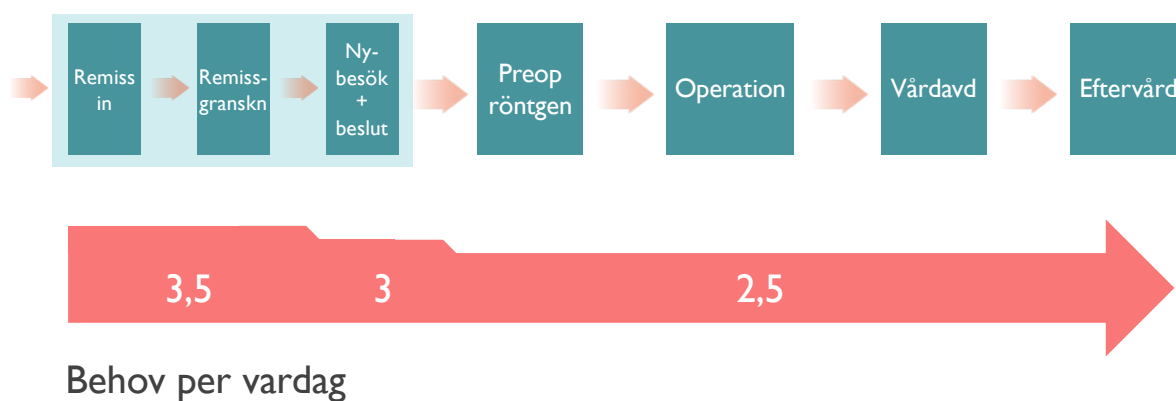 Remiss
in
Remiss-
granskn
Ny-
besök
+
beslut
Preop
röntgen
Operation
Vårdavd
Eftervård
3,5
3
2,5
Behov per vardag